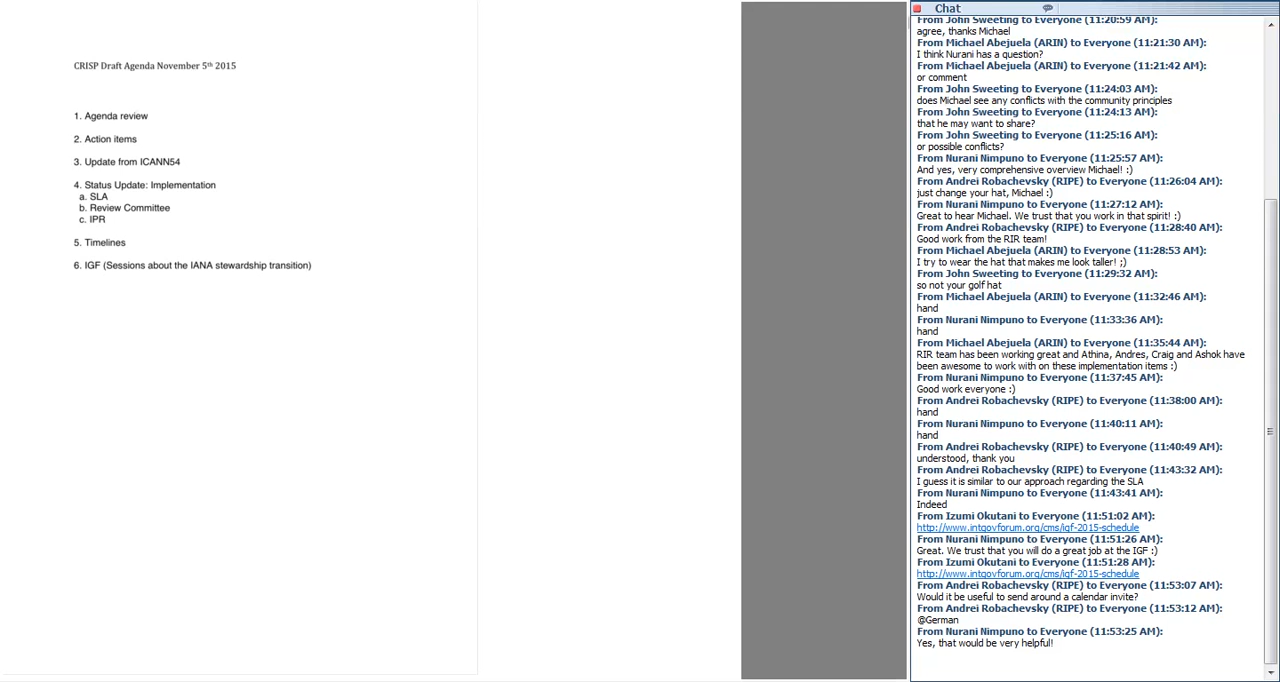 CRISP Draft Agenda November 5th 2015
1. Agenda review
2. Action items
3. Update from ICANN54
4. Status Update: Implementation
a. SLA
b. Review Committee
c. IPR
5. Timelines
6. IGF (Sessions about the IANA stewardship transition)
Chat
From John Sweeting to Everyone (11:20:59 AM):
agree, thanks Michael
From Michael Abejuela (ARIN) to Everyone (11:21:30 AM):
I think Nurani has a question?
From Michael Abejuela (ARIN) to Everyone (11:21:42 AM):
or comment
From John Sweeting to Everyone (11:24:03 AM):
does Michael see any conflicts with the community principles
From John Sweeting to Everyone (11:24:13 AM):
that he may want to share?
From John Sweeting to Everyone (11:25:16 AM):
or possible conflicts?
From Nurani Nimpuno to Everyone (11:25:57 AM):
And yes, very comprehensive overview Michael! :)
From Andrei Robachevsky (RIPE) to Everyone (11:26:04 AM):
just change your hat, Michael :)
From Nurani Nimpuno to Everyone (11:27:12 AM):
Great to hear Michael. We trust that you work in that spirit! :)
From Andrei Robachevsky (RIPE) to Everyone (11:28:40 AM):
Good work from the RIR team!
From Michael Abejuela (ARIN) to Everyone (11:28:53 AM):
I try to wear the hat that makes me look taller! ;)
From John Sweeting to Everyone (11:29:32 AM):
so not your golf hat
From Michael Abejuela (ARIN) to Everyone (11:32:46 AM):
hand
From Nurani Nimpuno to Everyone (11:33:36 AM):
hand
From Michael Abejuela (ARIN) to Everyone (11:35:44 AM):
RIR team has been working great and Athina, Andres, Craig and Ashok have
been awesome to work with on these implementation items :)
From Nurani Nimpuno to Everyone (11:37:45 AM):
Good work everyone :)
From Andrei Robachevsky (RIPE) to Everyone (11:38:00 AM):
hand
From Nurani Nimpuno to Everyone (11:40:11 AM):
hand
From Andrei Robachevsky (RIPE) to Everyone (11:40:49 AM):
understood, thank you
From Andrei Robachevsky (RIPE) to Everyone (11:43:32 AM):
I guess it is similar to our approach regarding the SLA
From Nurani Nimpuno to Everyone (11:43:41 AM):
Indeed
From Izumi Okutani to Everyone (11:51:02 AM):
http://www.intgovforum.org/cms/igf-2015-schedule
From Nurani Nimpuno to Everyone (11:51:26 AM):
Great. We trust that you will do a great job at the IGF :)
From Izumi Okutani to Everyone (11:51:28 AM):
http://www.intgovforum.org/cms/igf-2015-schedule
From Andrei Robachevsky (RIPE) to Everyone (11:53:07 AM):
Would it be useful to send around a calendar invite?
From Andrei Robachevsky (RIPE) to Everyone (11:53:12 AM):
@German
From Nurani Nimpuno to Everyone (11:53:25 AM):
Yes, that would be very helpful!